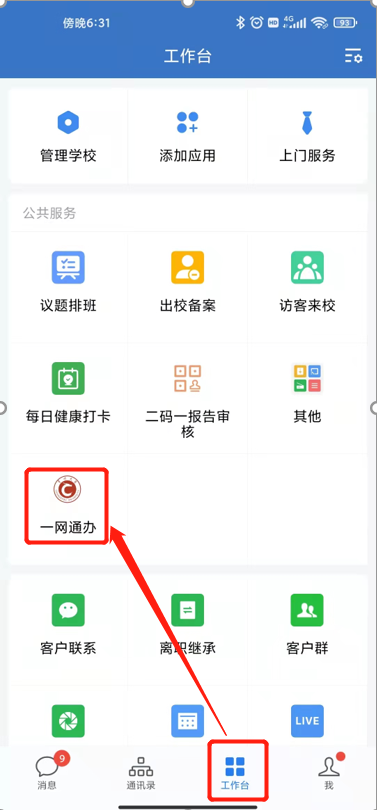 傍晚6:31
HD 4G 93
工作台
管理学校
添加应用
上门服务
公共服务
议题排班
出校备案
访客来校
每日健康打卡
二码一报告审
核
其他
一网通办
客户联系
离职继承
客户群
LIVE
9
消息
通讯录
工作台
我